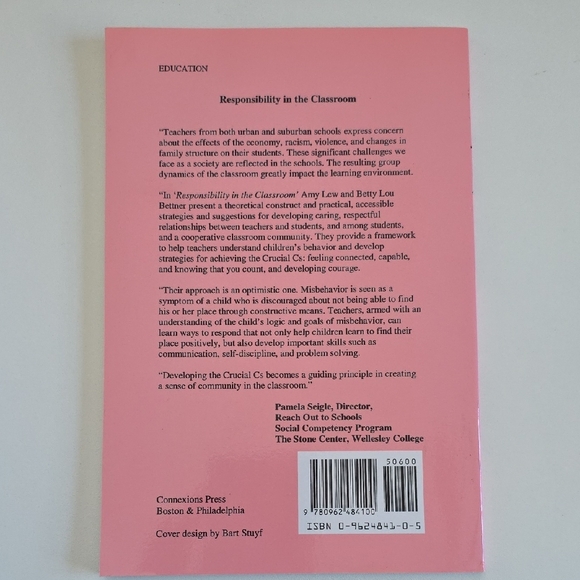 EDUCATION
Responsibility in the Classroom
"Teachers from both urban and suburban schools express concern
about the effects of the economy, racism, violence, and changes in
family structure on their students. These significant challenges we
face as a society are reflected in the schools. The resulting group
dynamics of the classroom greatly impact the learning environment.
"In 'Responsibility in the Classroom' Amy Lew and Betty Lou
Bettner present a theoretical construct and practical, accessible
strategies and suggestions for developing caring, respectful
relationships between teachers and students, and among students,
and a cooperative classroom community. They provide a framework
to help teachers understand children's behavior and develop
strategies for achieving the Crucial Cs: feeling connected, capable,
and knowing that you count, and developing courage.
"Their approach is an optimistic one. Misbehavior is seen as a
symptom of a child who is discouraged about not being able to find
his or her place through constructive means. Teachers, armed with
an understanding of the child's logic and goals of misbehavior, can
learn ways to respond that not only help children learn to find their
place positively, but also develop important skills such as
communication, self-discipline, and problem solving.
"Developing the Crucial Cs becomes a guiding principle in creating
a sense of community in the classroom."
Pamela Seigle, Director,
Reach Out to Schools
Social Competency Program
The Stone Center, Wellesley College
50600
9 780962 484100
ISBN 0-9624841-0-5
Connexions Press
Boston & Philadelphia
Cover design by Bart Stuyf